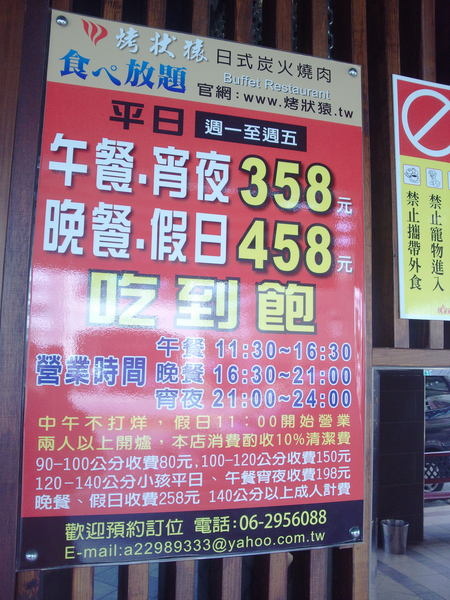 烤狀猿 日式炭火燒肉
食べ放題 Buffet Restaurant
官網:www.烤狀猿.tw
平日 週一至週五
午餐.宵夜 358元
晚餐.假日 458元
吃到飽
營業時間
午餐 11:30~16:30
晚餐 16:30~21:00
宵夜 21:00~24:00
中午不打烊，假日11：00開始營業
兩人以上開爐，本店消費酌收10%清潔費
90-100公分收費80元,100-120公分收費150元
120-140公分小孩平日、午餐宵夜收費198元
晚餐、假日收費258元 140公分以上成人計費
歡迎預約訂位 電話:06-2956088
E-mail:a22989333@yahoo.com.tw
禁止寵物進入
禁止攜帶外食